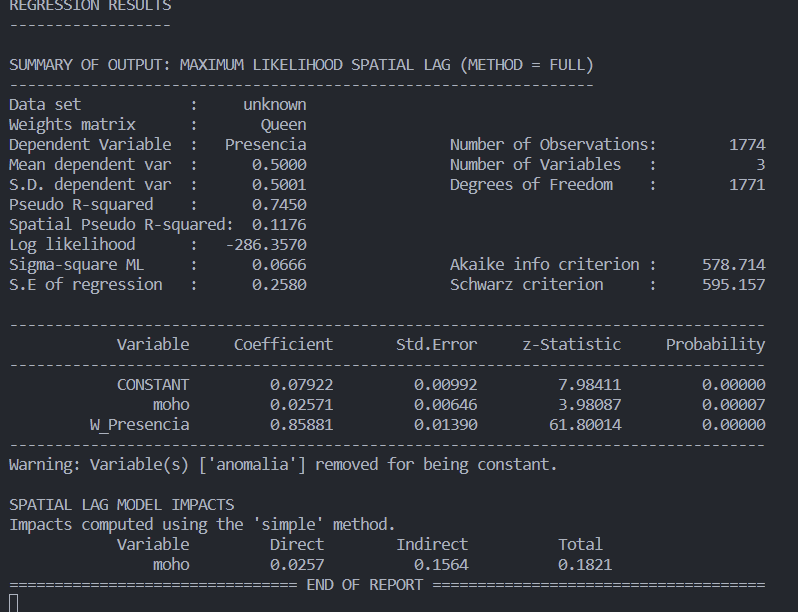 REGRESSION RESULTS
------------------
SUMMARY OF OUTPUT: MAXIMUM LIKELIHOOD SPATIAL LAG (METHOD = FULL)
-----------------------------------------------------------------
Data set            :     unknown
Weights matrix      :       Queen
Dependent Variable  :   Presencia                Number of Observations:        1774
Mean dependent var  :      0.5000                Number of Variables   :           3
S.D. dependent var  :      0.5001                Degrees of Freedom    :        1771
Pseudo R-squared    :      0.7450
Spatial Pseudo R-squared:  0.1176
Log likelihood      :   -286.3570
Sigma-square ML     :      0.0666                Akaike info criterion :     578.714
S.E of regression   :      0.2580                Schwarz criterion     :     595.157
------------------------------------------------------------------------------------
            Variable     Coefficient       Std.Error     z-Statistic     Probability
------------------------------------------------------------------------------------
            CONSTANT         0.07922         0.00992         7.98411         0.00000
                moho         0.02571         0.00646         3.98087         0.00007
         W_Presencia         0.85881         0.01390        61.80014         0.00000
------------------------------------------------------------------------------------
Warning: Variable(s) ['anomalia'] removed for being constant.
SPATIAL LAG MODEL IMPACTS
Impacts computed using the 'simple' method.
            Variable         Direct        Indirect          Total
                moho         0.0257          0.1564         0.1821
================================ END OF REPORT =====================================